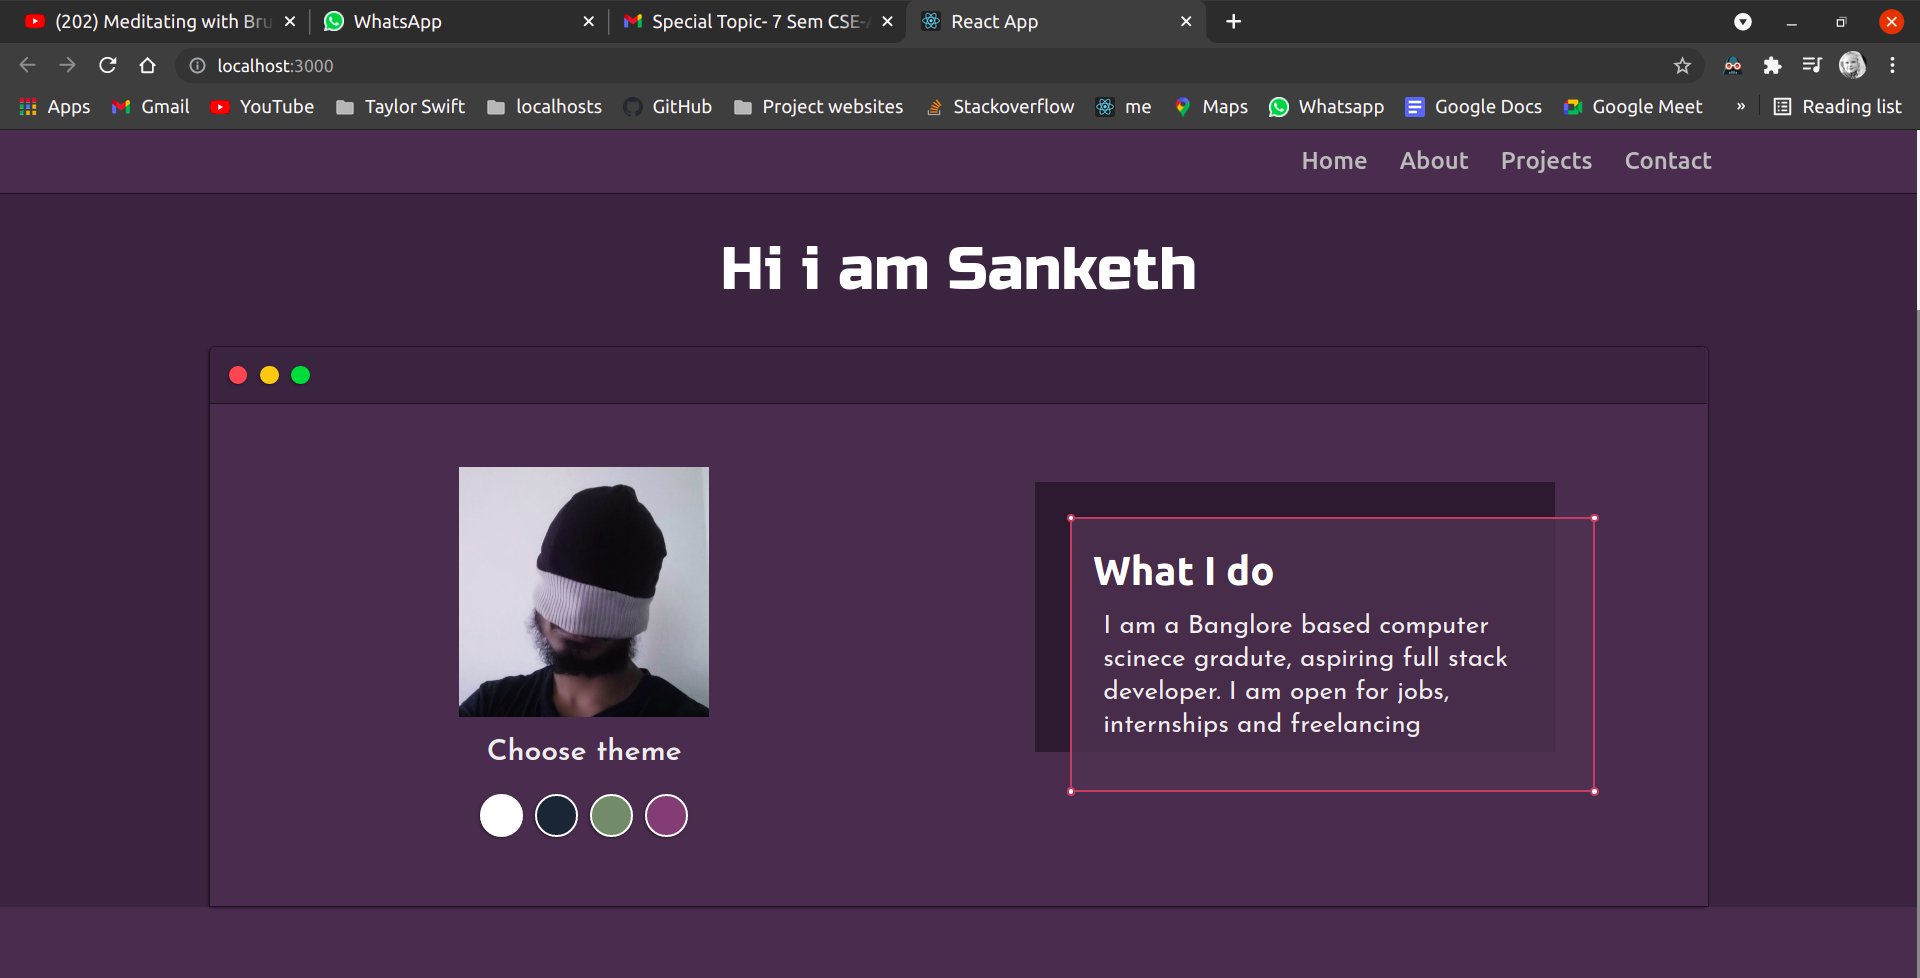 (202) Meditating with Bru
WhatsApp
Special Topic- 7 Sem CSE-A
React App
localhost:3000
Apps
Gmail
YouTube
Taylor Swift
localhosts
GitHub
Project websites
Stackoverflow
me
Maps
Whatsapp
Google Docs
Google Meet
»
Reading list
Home
About
Projects
Contact
Hi i am Sanketh
What I do
I am a Banglore based computer
scinece gradute, aspiring full stack
developer. I am open for jobs,
internships and freelancing
Choose theme